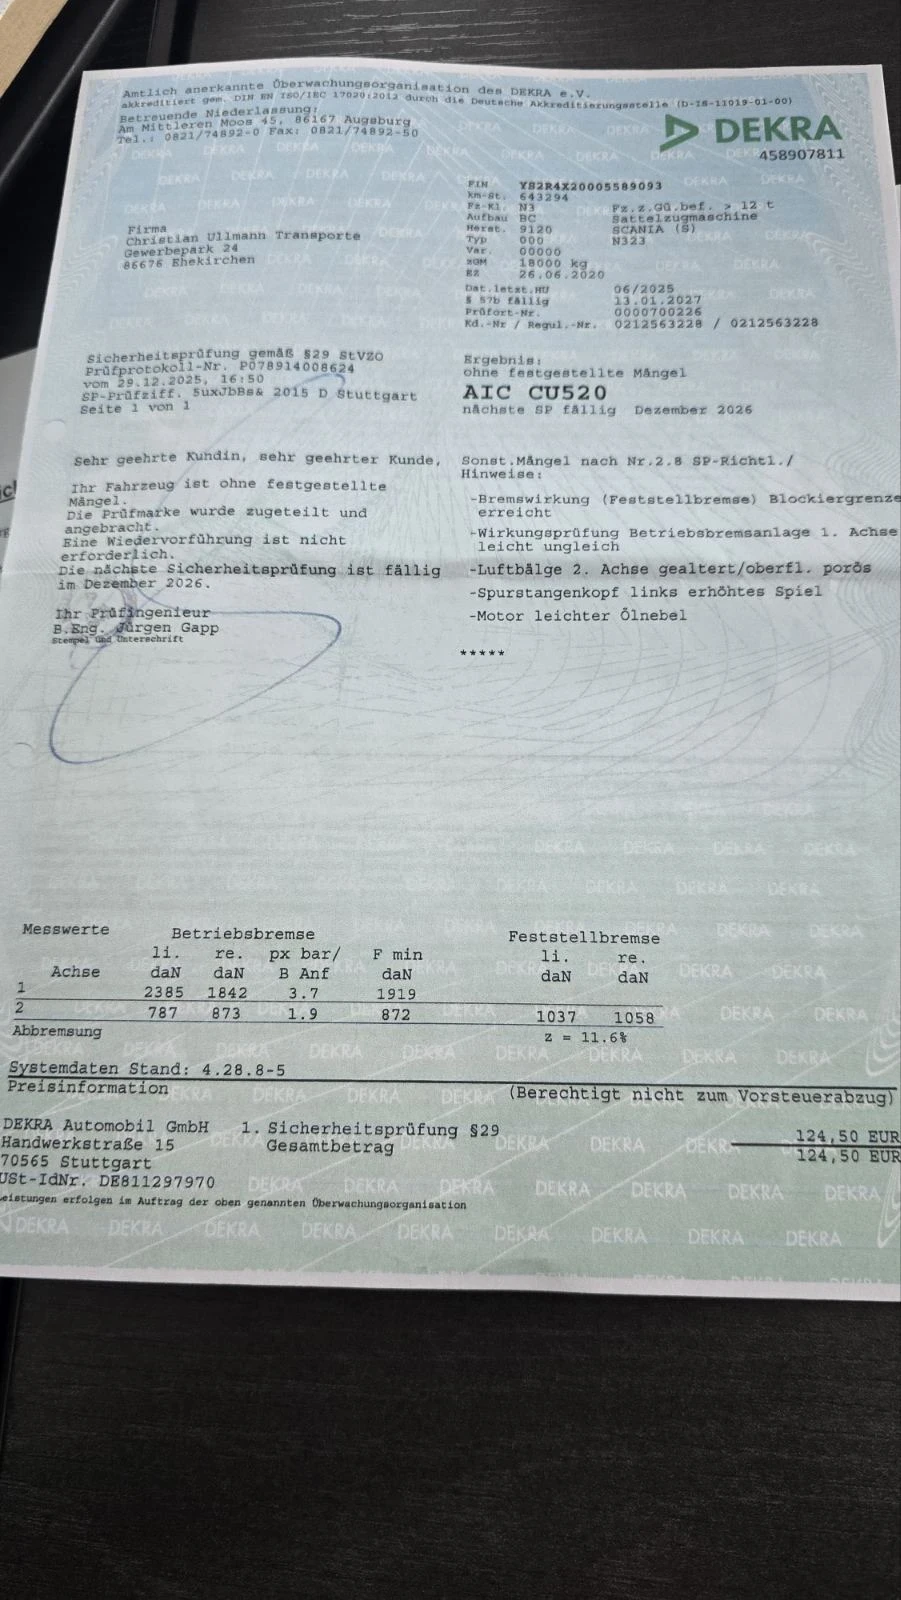 Amtlich anerkannte Überwachungsorganisation des DEKRA e.V.
akkreditiert gem. DIN EN ISO/IEC 17020:2012 durch die Deutsche Akkreditierungsstelle (D-IS-11019-01-00)
Betreuende Niederlassung:
Am Mittleren Moos 45, 86167 Augsburg
Tel.: 0821/74892-0 Fax: 0821/74892-50
DEKRA
458907811
FIN YS2R4X20005589093
km-St. 643294
Fz-Kl. N3 Fz.z.Gü.bef. > 12 t
Aufbau BC Sattelzugmaschine
Herst. 9120 SCANIA (S)
Typ 000 N323
Var. 00000
zGM 18000 kg
EZ 26.06.2020
Dat.letzt.HU 06/2025
§ 57b fällig 13.01.2027
Prüfort-Nr. 0000700226
Kd.-Nr / Regul.-Nr. 0212563228 / 0212563228
Firma
Christian Ullmann Transporte
Gewerbepark 24
86676 Ehekirchen
Sicherheitsprüfung gemäß §29 StVZO
Prüfprotokoll-Nr. P078914008624
vom 29.12.2025, 16:50
SP-Prüfziff. 5uxJbBs& 2015 D Stuttgart
Seite 1 von 1
Ergebnis:
ohne festgestellte Mängel
AIC CU520
nächste SP fällig Dezember 2026
Sehr geehrte Kundin, sehr geehrter Kunde,
Ihr Fahrzeug ist ohne festgestellte
Mängel.
Die Prüfmarke wurde zugeteilt und
angebracht.
Eine Wiedervorführung ist nicht
erforderlich.
Die nächste Sicherheitsprüfung ist fällig
im Dezember 2026.
Ihr Prüfingenieur
B.Eng. Jürgen Gapp
Stempel und Unterschrift
Sonst.Mängel nach Nr.2.8 SP-Richtl./
Hinweise:
-Bremswirkung (Feststellbremse) Blockiergrenze
erreicht
-Wirkungsprüfung Betriebsbremsanlage 1. Achse
leicht ungleich
-Luftbälge 2. Achse gealtert/oberfl. porös
-Spurstangenkopf links erhöhtes Spiel
-Motor leichter Ölnebel
*****
Messwerte Betriebsbremse Feststellbremse
li. re. px bar/ F min li. re.
Achse daN daN B Anf daN daN daN
1 2385 1842 3.7 1919
2 787 873 1.9 872 1037 1058
Abbremsung z = 11.6%
Systemdaten Stand: 4.28.8-5
Preisinformation (Berechtigt nicht zum Vorsteuerabzug)
DEKRA Automobil GmbH 1. Sicherheitsprüfung §29 124,50 EUR
Handwerkstraße 15 Gesamtbetrag 124,50 EUR
70565 Stuttgart
USt-IdNr. DE811297970
eistungen erfolgen im Auftrag der oben genannten Überwachungsorganisation